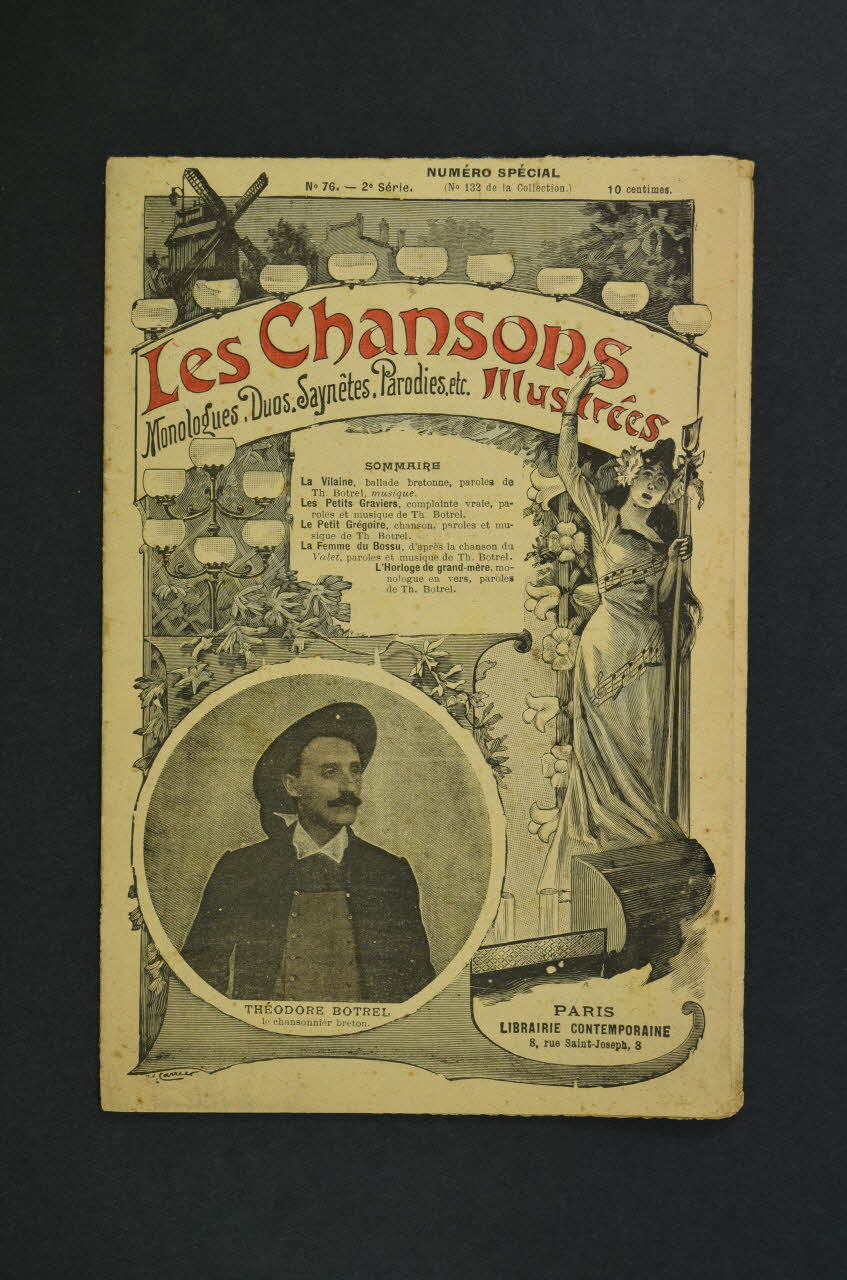 NUMÉRO SPÉCIAL
No 76. — 2e Série. (No 132 de la Collection.) 10 centimes.
Les Chansons
Illustrées
Monologues. Duos. Saynêtes. Parodies, etc.
SOMMAIRE
La Vilaine, ballade bretonne, paroles de
Th. Botrel, musique.
Les Petits Graviers, complainte vraie, pa-
roles et musique de Th. Botrel.
Le Petit Grégoire, chanson, paroles et mu-
sique de Th. Botrel.
La Femme du Bossu, d'après la chanson du
Valet, paroles et musique de Th. Botrel.
L'Horloge de grand-mère, mo-
nologue en vers, paroles
de Th. Botrel.
THÉODORE BOTREL
le chansonnier breton.
PARIS
LIBRAIRIE CONTEMPORAINE
8, rue Saint-Joseph, 8